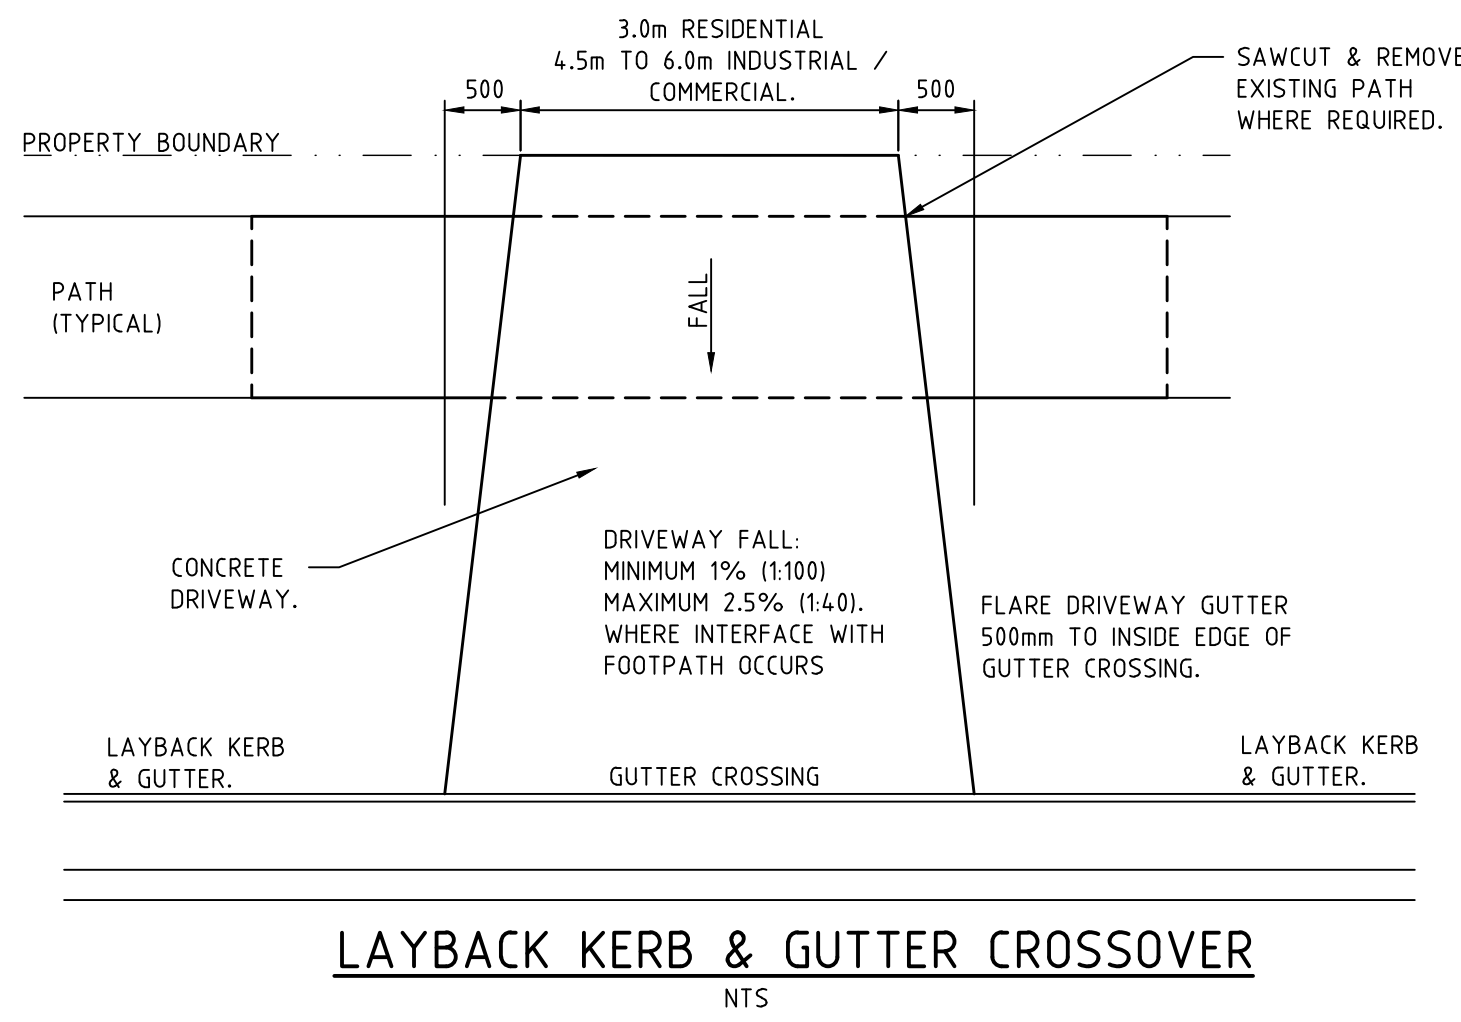 3.0m RESIDENTIAL
4.5m TO 6.0m INDUSTRIAL /
COMMERCIAL.
500
500
SAWCUT & REMOVE
EXISTING PATH
WHERE REQUIRED.
PROPERTY BOUNDARY
PATH
(TYPICAL)
FALL
CONCRETE
DRIVEWAY.
DRIVEWAY FALL:
MINIMUM 1% (1:100)
MAXIMUM 2.5% (1:40).
WHERE INTERFACE WITH
FOOTPATH OCCURS
FLARE DRIVEWAY GUTTER
500mm TO INSIDE EDGE OF
GUTTER CROSSING.
LAYBACK KERB
& GUTTER.
GUTTER CROSSING
LAYBACK KERB
& GUTTER.
LAYBACK KERB & GUTTER CROSSOVER
NTS